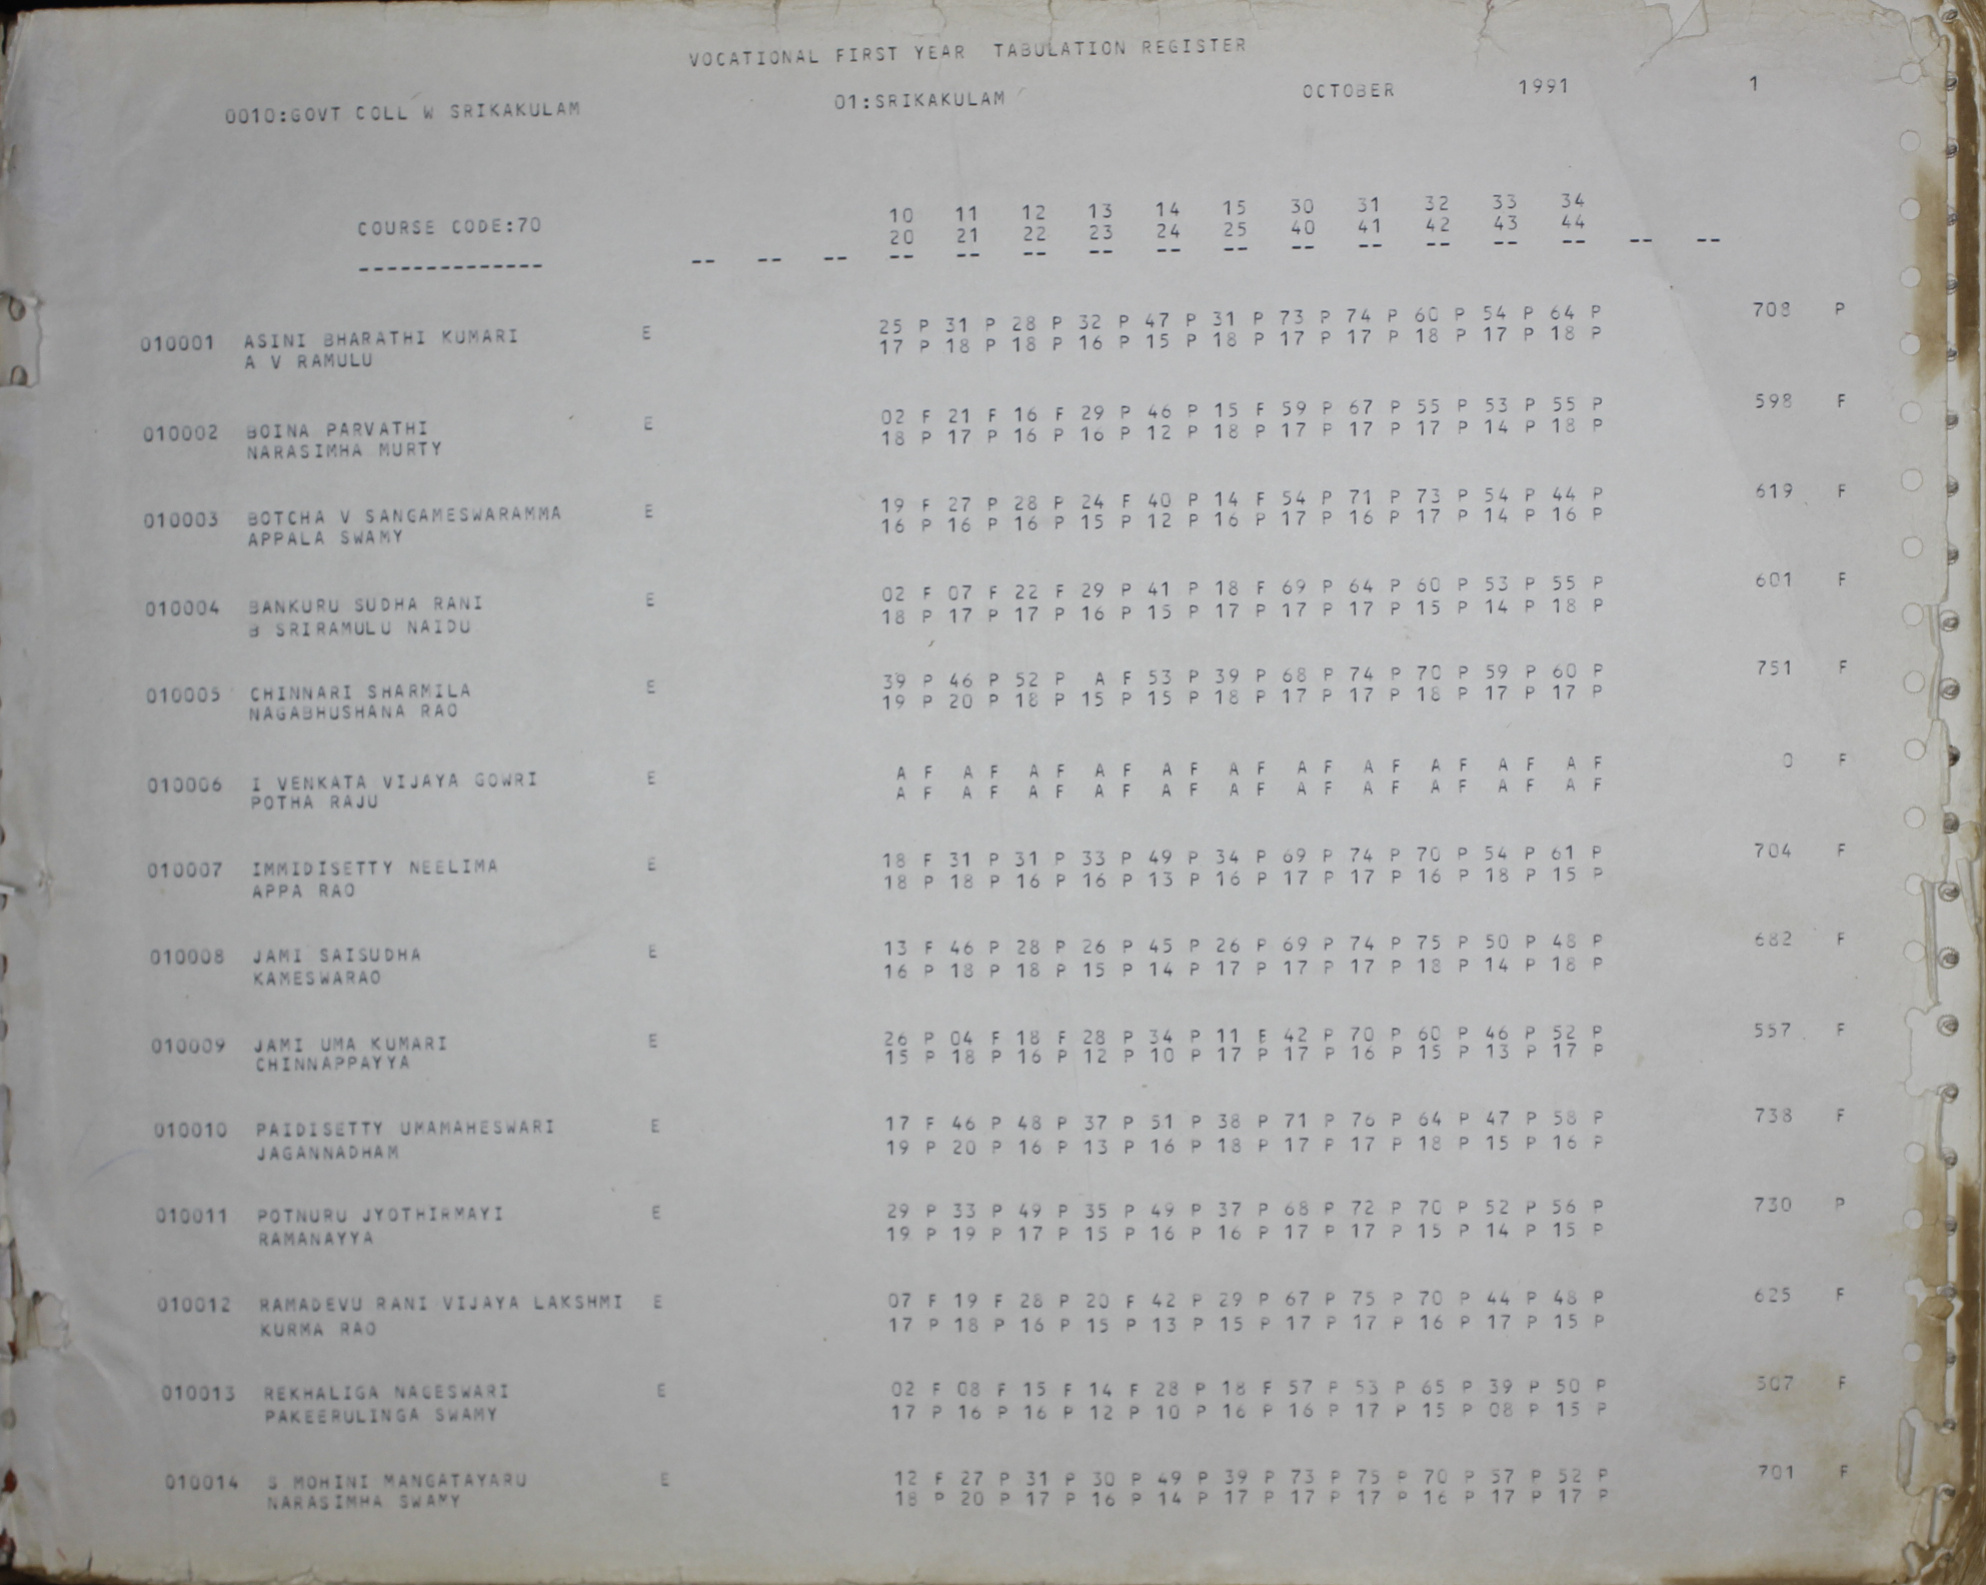 VOCATIONAL FIRST YEAR TABULATION REGISTER
0010:GOVT COLL W SRIKAKULAM 01:SRIKAKULAM OCTOBER 1991 1
10 11 12 13 14 15 30 31 32 33 34
COURSE CODE:70 20 21 22 23 24 25 40 41 42 43 44
-------------- -- -- -- -- -- -- -- -- -- -- -- -- -- -- -- --
010001 ASINI BHARATHI KUMARI E 25 P 31 P 28 P 32 P 47 P 31 P 73 P 74 P 60 P 54 P 64 P 708 P
A V RAMULU 17 P 18 P 18 P 16 P 15 P 18 P 17 P 17 P 18 P 17 P 18 P
010002 BOINA PARVATHI E 02 F 21 F 16 F 29 P 46 P 15 F 59 P 67 P 55 P 53 P 55 P 598 F
NARASIMHA MURTY 18 P 17 P 16 P 16 P 12 P 18 P 17 P 17 P 17 P 14 P 18 P
010003 BOTCHA V SANGAMESWARAMMA E 19 F 27 P 28 P 24 F 40 P 14 F 54 P 71 P 73 P 54 P 44 P 619 F
APPALA SWAMY 16 P 16 P 16 P 15 P 12 P 16 P 17 P 16 P 17 P 14 P 16 P
010004 BANKURU SUDHA RANI E 02 F 07 F 22 F 29 P 41 P 18 F 69 P 64 P 60 P 53 P 55 P 601 F
B SRIRAMULU NAIDU 18 P 17 P 17 P 16 P 15 P 17 P 17 P 17 P 15 P 14 P 18 P
010005 CHINNARI SHARMILA E 39 P 46 P 52 P A F 53 P 39 P 68 P 74 P 70 P 59 P 60 P 751 F
NAGABHUSHANA RAO 19 P 20 P 18 P 15 P 15 P 18 P 17 P 17 P 18 P 17 P 17 P
010006 I VENKATA VIJAYA GOWRI E A F A F A F A F A F A F A F A F A F A F A F 0 F
POTHA RAJU A F A F A F A F A F A F A F A F A F A F A F
010007 IMMIDISETTY NEELIMA E 18 F 31 P 31 P 33 P 49 P 34 P 69 P 74 P 70 P 54 P 61 P 704 F
APPA RAO 18 P 18 P 16 P 16 P 13 P 16 P 17 P 17 P 16 P 18 P 15 P
010008 JAMI SAISUDHA E 13 F 46 P 28 P 26 P 45 P 26 P 69 P 74 P 75 P 50 P 48 P 682 F
KAMESWARAO 16 P 18 P 18 P 15 P 14 P 17 P 17 P 17 P 18 P 14 P 18 P
010009 JAMI UMA KUMARI E 26 P 04 F 18 F 28 P 34 P 11 F 42 P 70 P 60 P 46 P 52 P 557 F
CHINNAPPAYYA 15 P 18 P 16 P 12 P 10 P 17 P 17 P 16 P 15 P 13 P 17 P
010010 PAIDISETTY UMAMAHESWARI E 17 F 46 P 48 P 37 P 51 P 38 P 71 P 76 P 64 P 47 P 58 P 738 F
JAGANNADHAM 19 P 20 P 16 P 13 P 16 P 18 P 17 P 17 P 18 P 15 P 16 P
010011 POTNURU JYOTHIRMAYI E 29 P 33 P 49 P 35 P 49 P 37 P 68 P 72 P 70 P 52 P 56 P 730 P
RAMANAYYA 19 P 19 P 17 P 15 P 16 P 16 P 17 P 17 P 15 P 14 P 15 P
010012 RAMADEVU RANI VIJAYA LAKSHMI E 07 F 19 F 28 P 20 F 42 P 29 P 67 P 75 P 70 P 44 P 48 P 625 F
KURMA RAO 17 P 18 P 16 P 15 P 13 P 15 P 17 P 17 P 16 P 17 P 15 P
010013 REKHALIGA NAGESWARI E 02 F 08 F 15 F 14 F 28 P 18 F 57 P 53 P 65 P 39 P 50 P 507 F
PAKEERULINGA SWAMY 17 P 16 P 16 P 12 P 10 P 16 P 16 P 17 P 15 P 08 P 15 P
010014 S MOHINI MANGATAYARU E 12 F 27 P 31 P 30 P 49 P 39 P 73 P 75 P 70 P 57 P 52 P 701 F
NARASIMHA SWAMY 18 P 20 P 17 P 16 P 14 P 17 P 17 P 17 P 16 P 17 P 17 P